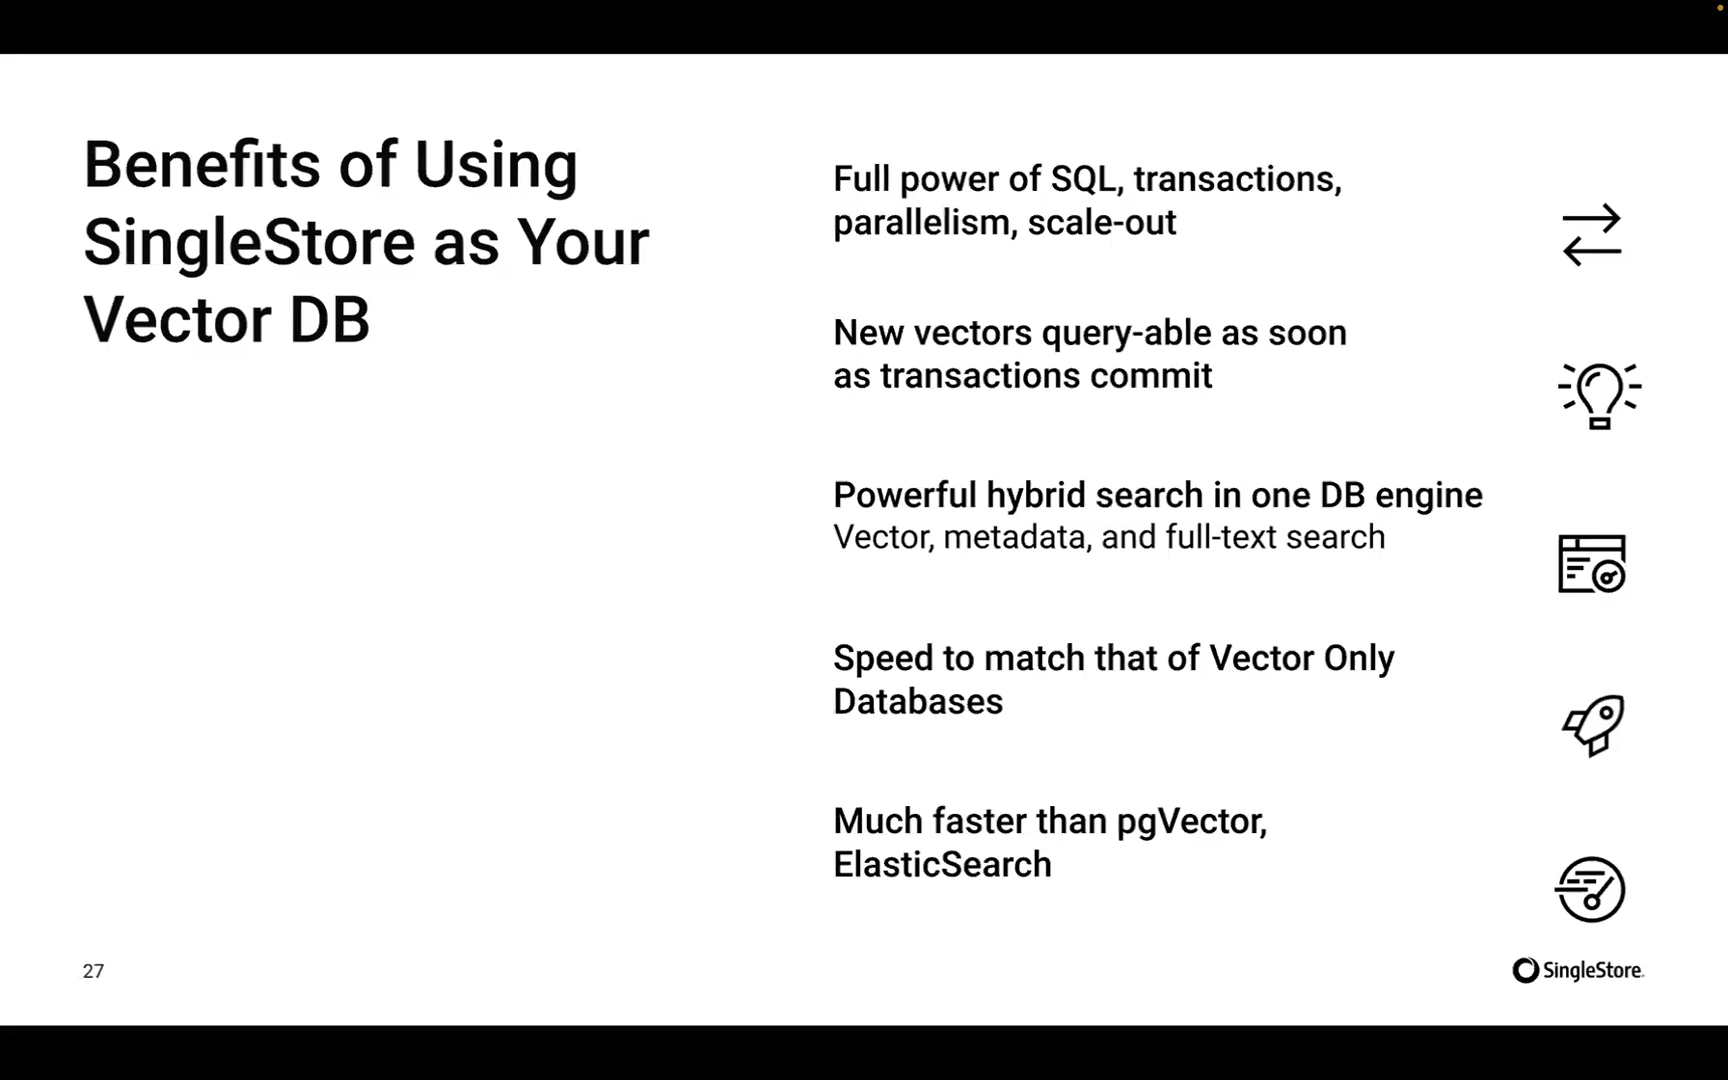 Benefits of Using
SingleStore as Your
Vector DB
Full power of SQL, transactions,
parallelism, scale-out
New vectors query-able as soon
as transactions commit
Powerful hybrid search in one DB engine
Vector, metadata, and full-text search
Speed to match that of Vector Only
Databases
Much faster than pgVector,
ElasticSearch
27
SingleStore